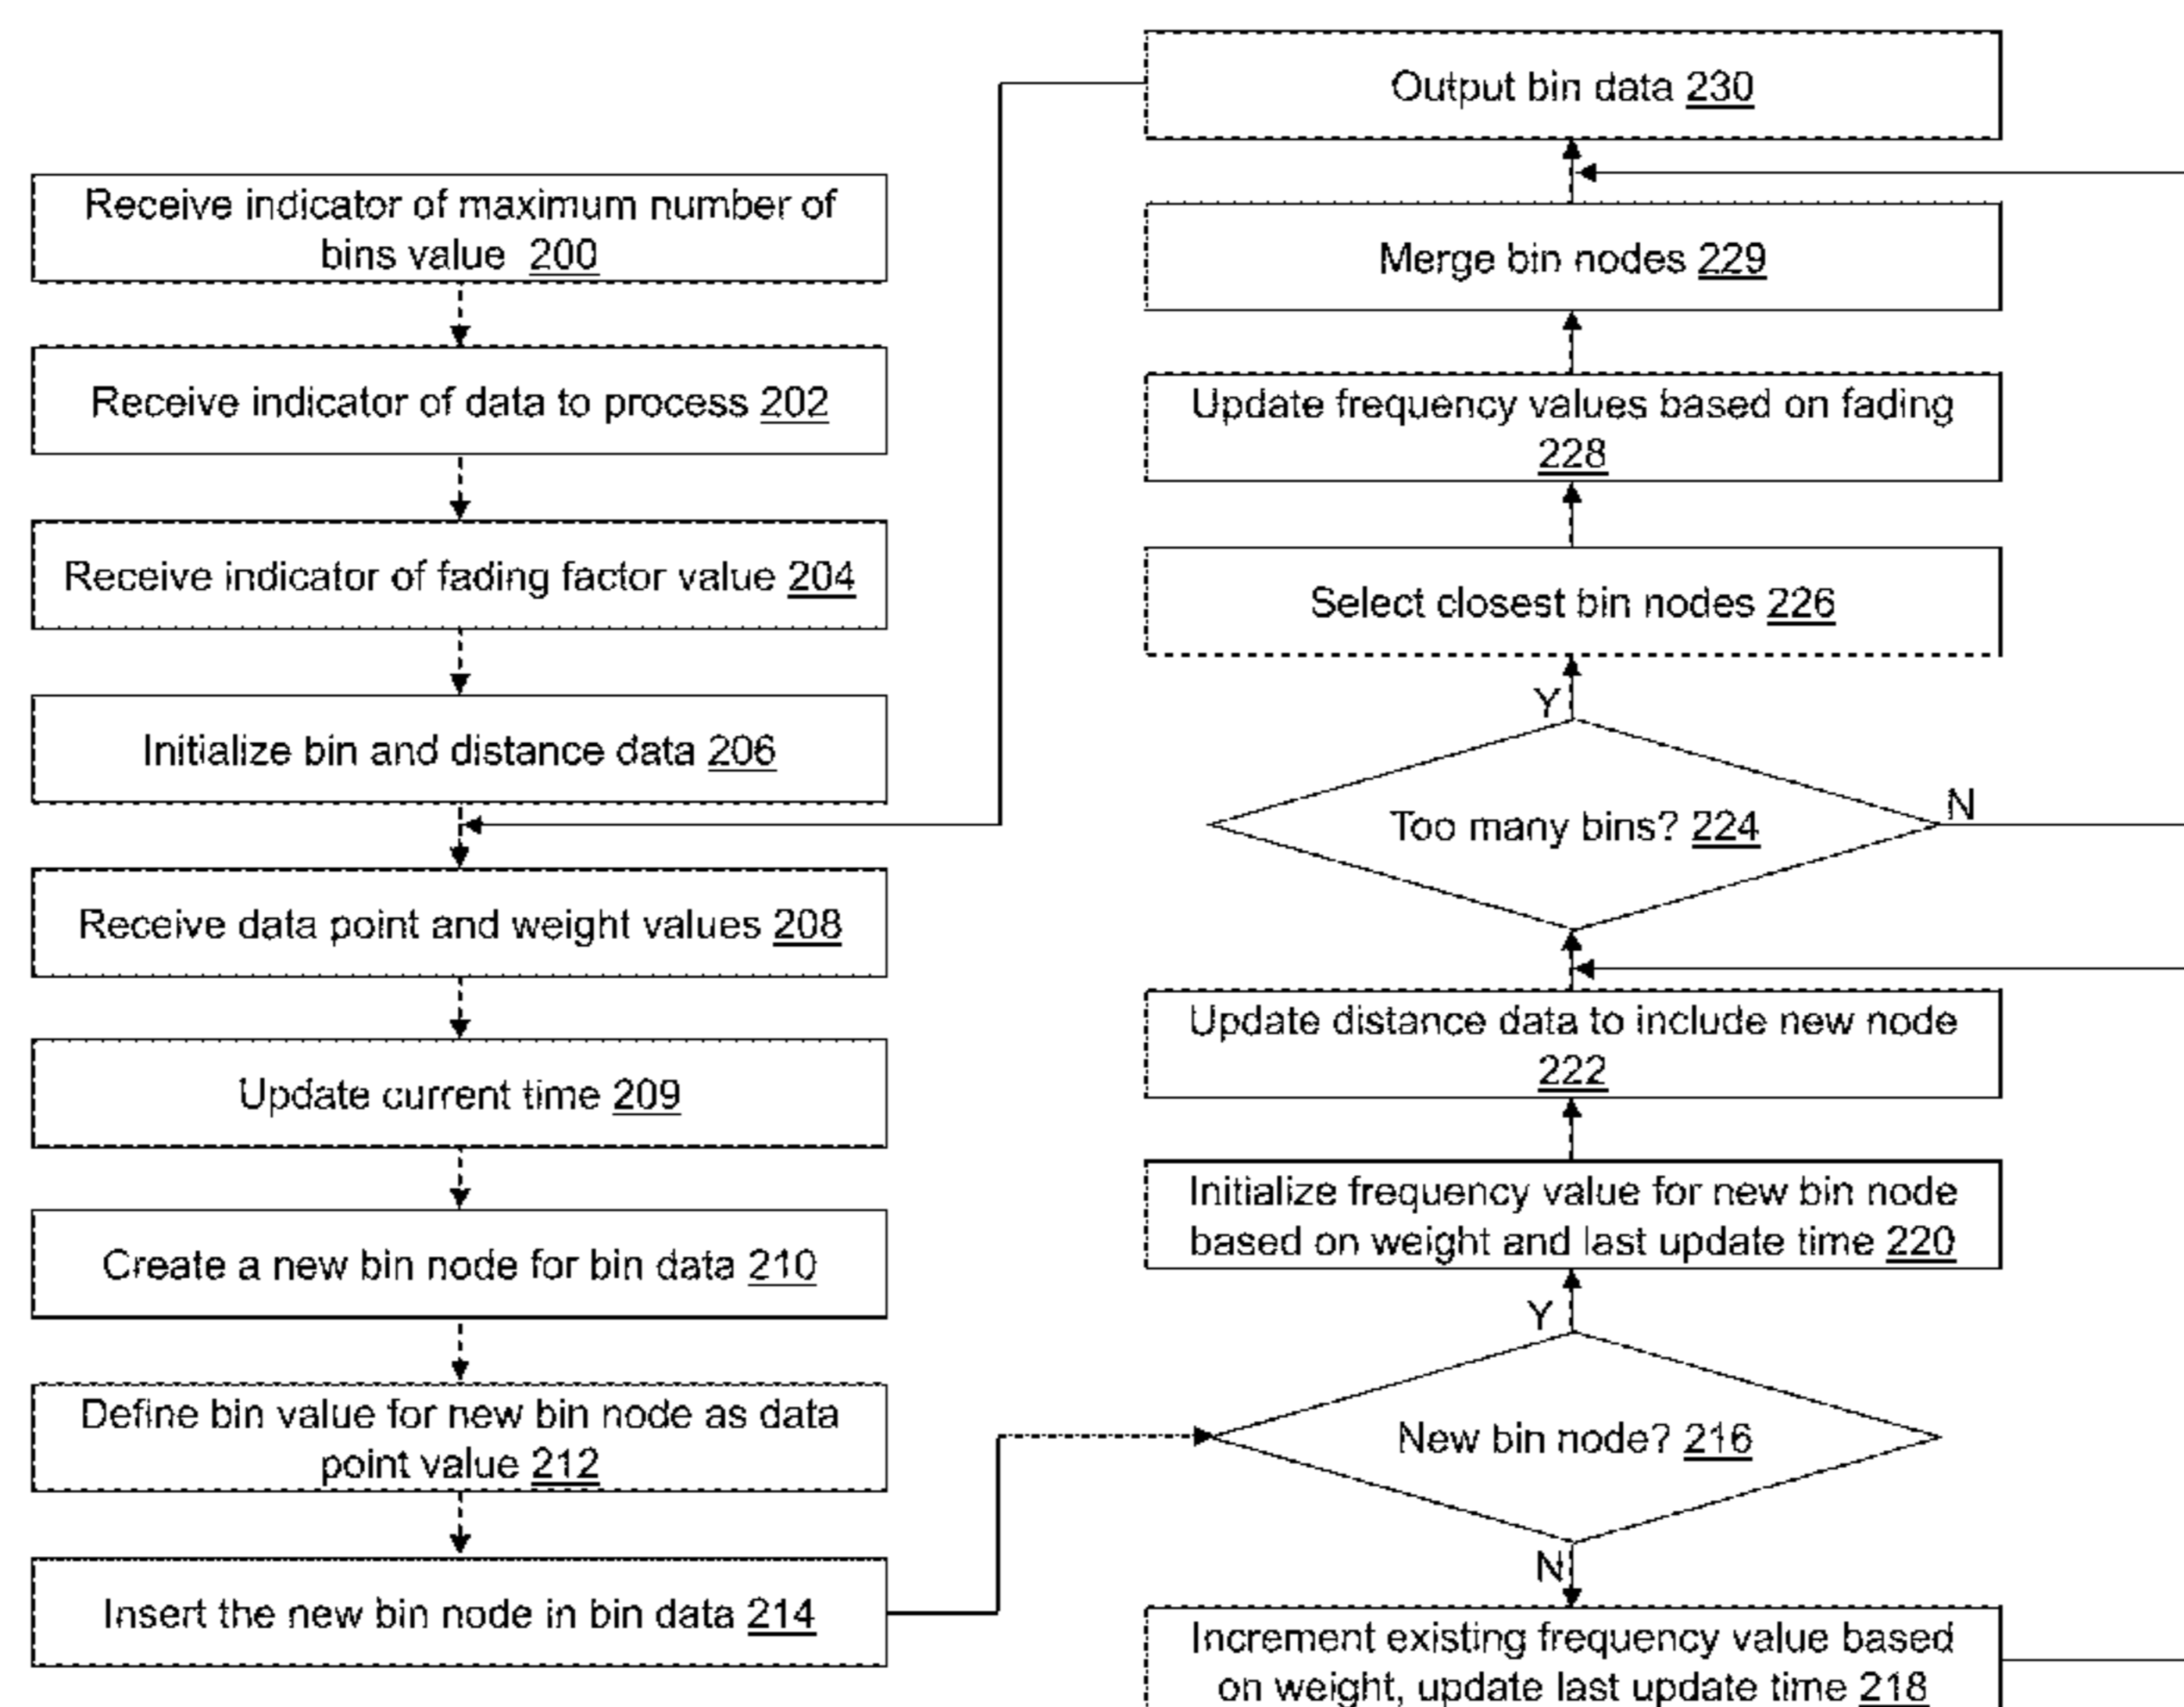 Receive indicator of maximum number of
bins value 200
Receive indicator of data to process 202
Receive indicator of fading factor value 204
Initialize bin and distance data 206
Receive data point and weight values 208
Update current time 209
Create a new bin node for bin data 210
Define bin value for new bin node as data
point value 212
Insert the new bin node in bin data 214
Output bin data 230
Merge bin nodes 229
Update frequency values based on fading
228
Select closest bin nodes 226
Y
Too many bins? 224
N
Update distance data to include new node
222
Initialize frequency value for new bin node
based on weight and last update time 220
Y
New bin node? 216
N
Increment existing frequency value based
on weight, update last update time 218